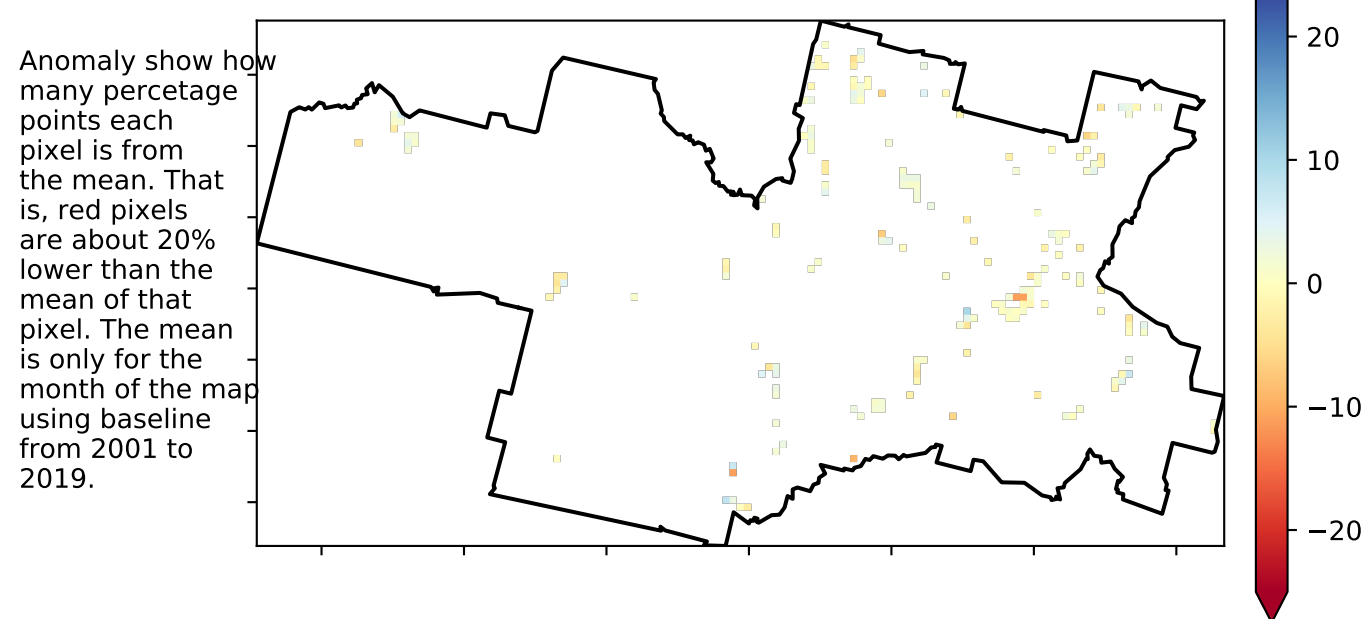 Anomaly show how
many percetage
points each
pixel is from
the mean. That
is, red pixels
are about 20%
lower than the
mean of that
pixel. The mean
is only for the
month of the map
using baseline
from 2001 to
2019.
20
10
0
−10
−20